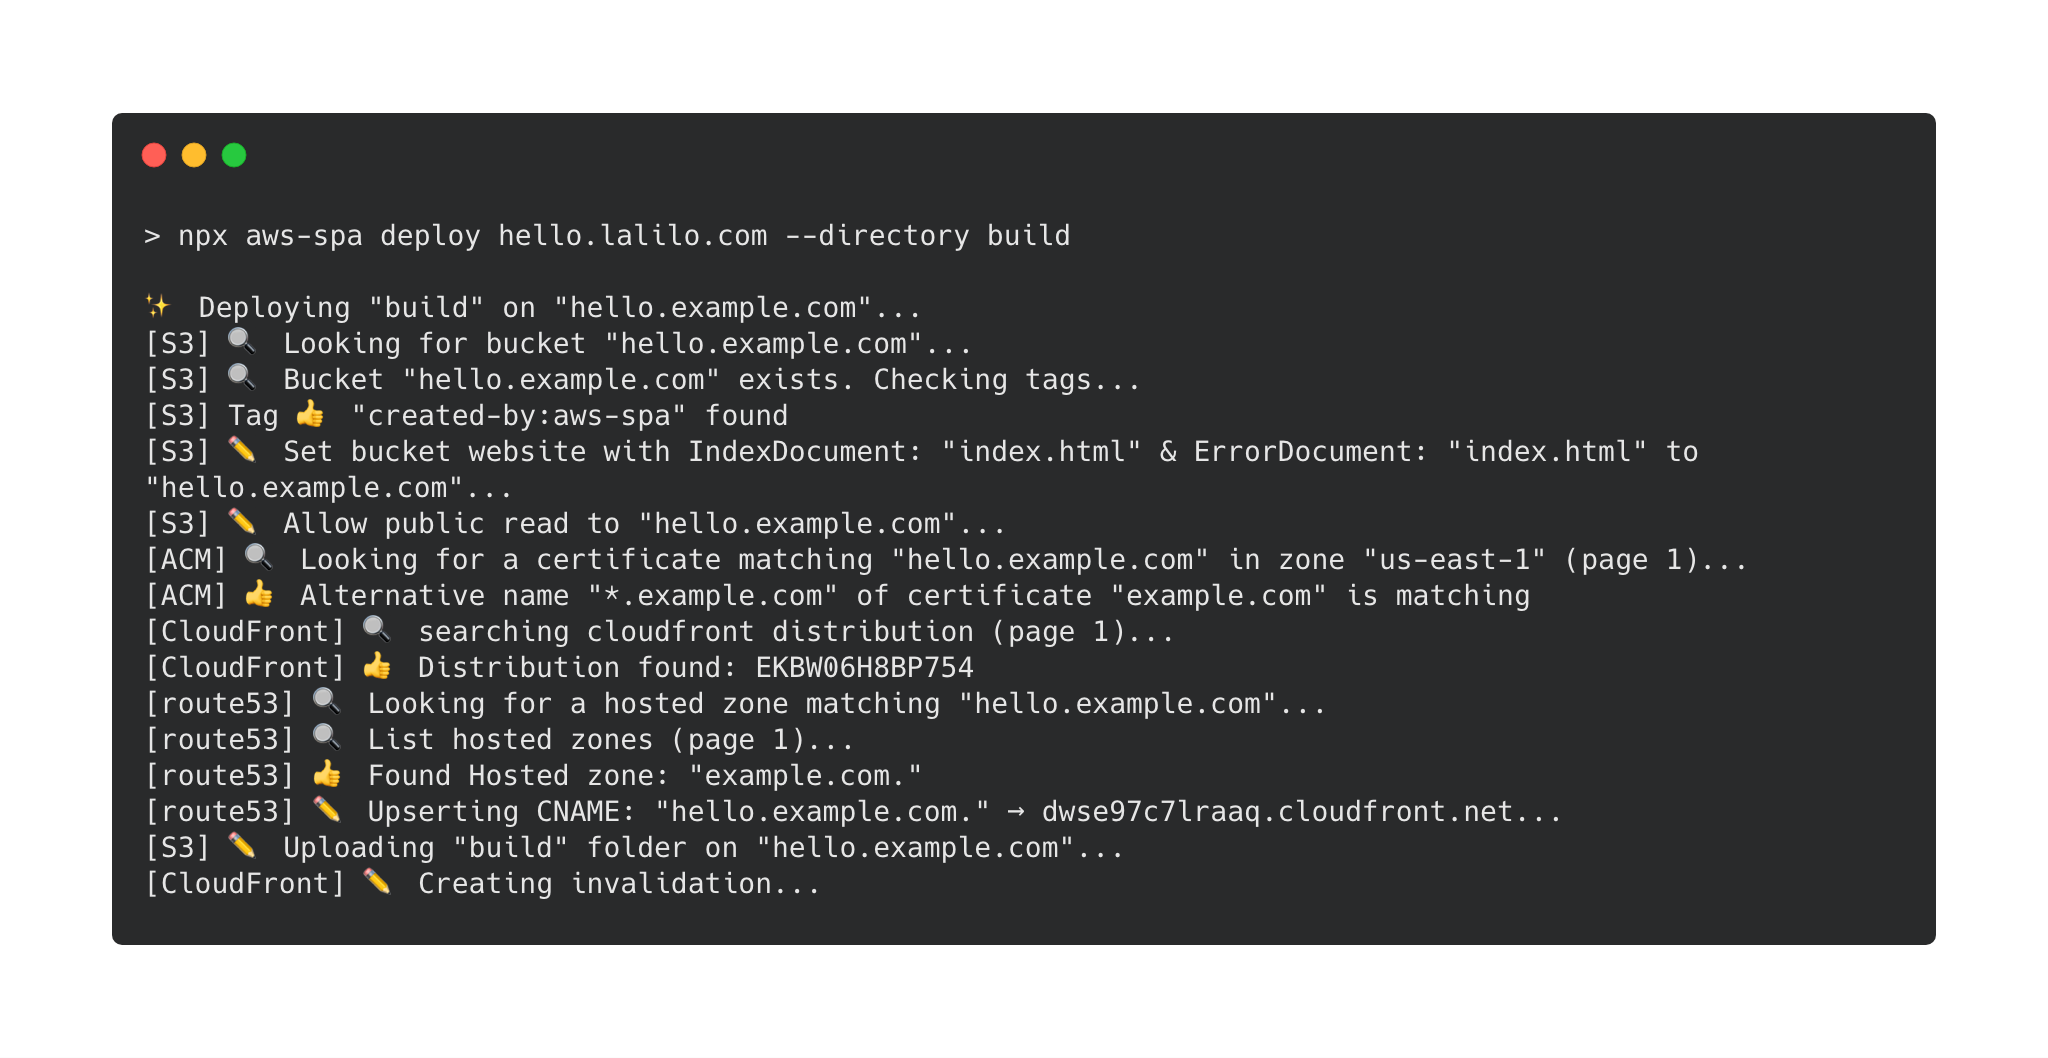 > npx aws-spa deploy hello.lalilo.com --directory build
✨ Deploying "build" on "hello.example.com"...
[S3] 🔍 Looking for bucket "hello.example.com"...
[S3] 🔍 Bucket "hello.example.com" exists. Checking tags...
[S3] Tag 👍 "created-by:aws-spa" found
[S3] ✏️ Set bucket website with IndexDocument: "index.html" & ErrorDocument: "index.html" to
"hello.example.com"...
[S3] ✏️ Allow public read to "hello.example.com"...
[ACM] 🔍 Looking for a certificate matching "hello.example.com" in zone "us-east-1" (page 1)...
[ACM] 👍 Alternative name "*.example.com" of certificate "example.com" is matching
[CloudFront] 🔍 searching cloudfront distribution (page 1)...
[CloudFront] 👍 Distribution found: EKBW06H8BP754
[route53] 🔍 Looking for a hosted zone matching "hello.example.com"...
[route53] 🔍 List hosted zones (page 1)...
[route53] 👍 Found Hosted zone: "example.com."
[route53] ✏️ Upserting CNAME: "hello.example.com." → dwse97c7lraaq.cloudfront.net...
[S3] ✏️ Uploading "build" folder on "hello.example.com"...
[CloudFront] ✏️ Creating invalidation...